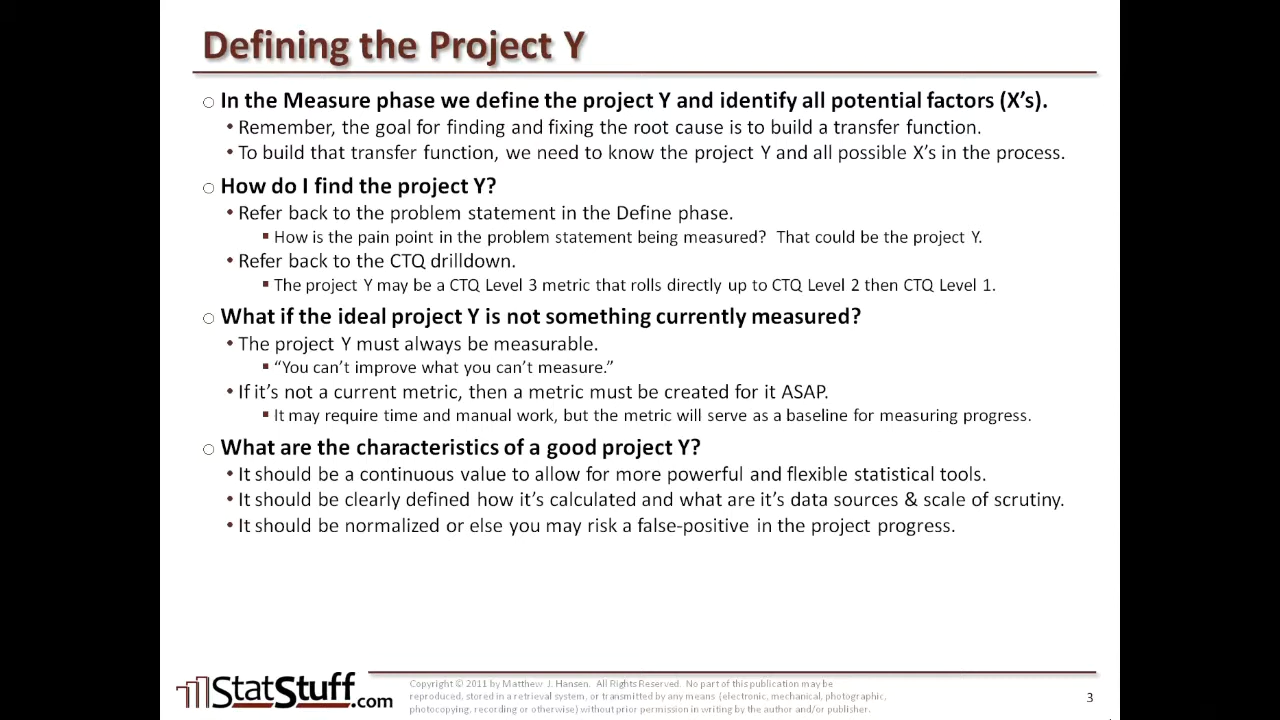 Defining the Project Y
○ In the Measure phase we define the project Y and identify all potential factors (X’s).
• Remember, the goal for finding and fixing the root cause is to build a transfer function.
• To build that transfer function, we need to know the project Y and all possible X’s in the process.
○ How do I find the project Y?
• Refer back to the problem statement in the Define phase.
▪ How is the pain point in the problem statement being measured? That could be the project Y.
• Refer back to the CTQ drilldown.
▪ The project Y may be a CTQ Level 3 metric that rolls directly up to CTQ Level 2 then CTQ Level 1.
○ What if the ideal project Y is not something currently measured?
• The project Y must always be measurable.
▪ “You can’t improve what you can’t measure.”
• If it’s not a current metric, then a metric must be created for it ASAP.
▪ It may require time and manual work, but the metric will serve as a baseline for measuring progress.
○ What are the characteristics of a good project Y?
• It should be a continuous value to allow for more powerful and flexible statistical tools.
• It should be clearly defined how it’s calculated and what are it’s data sources & scale of scrutiny.
• It should be normalized or else you may risk a false-positive in the project progress.
StatStuff.com
Copyright © 2011 by Matthew J. Hansen. All Rights Reserved. No part of this publication may be
reproduced, stored in a retrieval system, or transmitted by any means (electronic, mechanical, photographic,
photocopying, recording or otherwise) without prior permission in writing by the author and/or publisher.
3